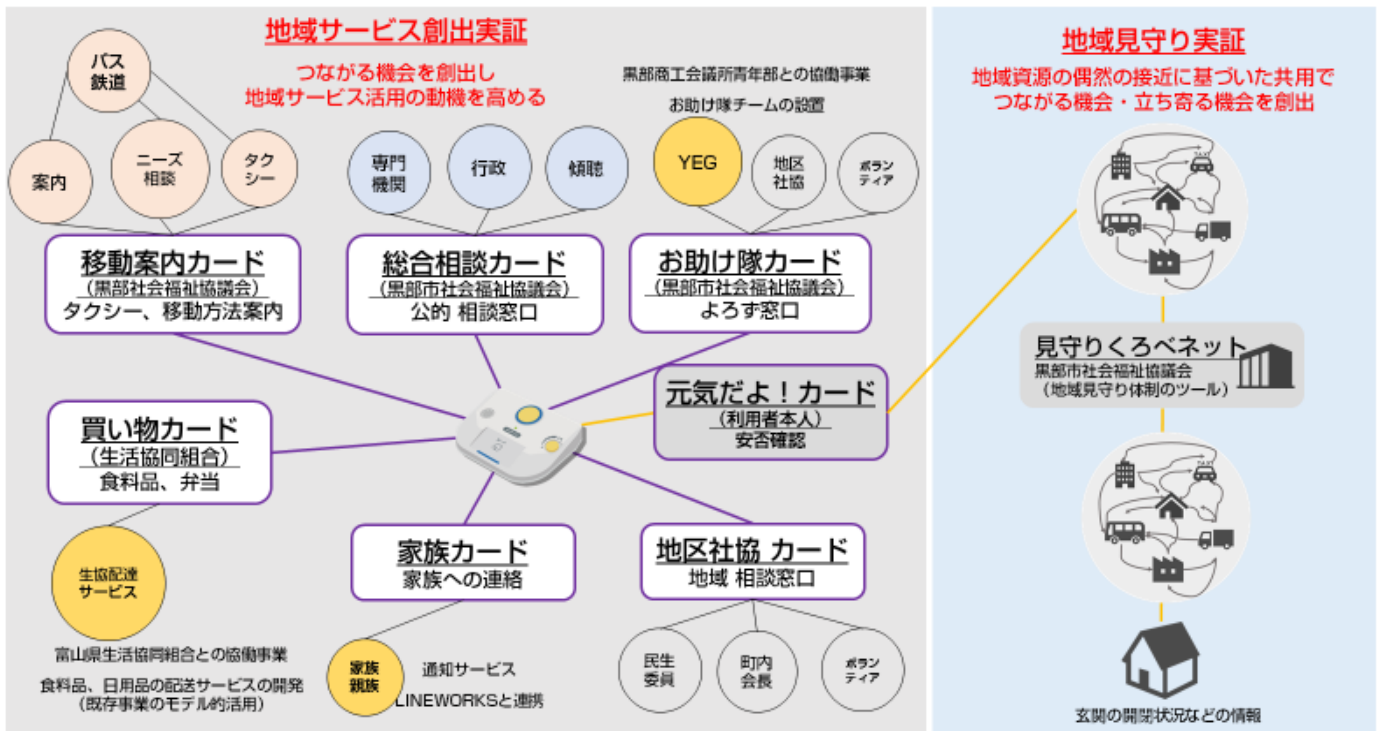 地域サービス創出実証
つながる機会を創出し
地域サービス活用の動機を高める
バス
鉄道
案内
ニーズ
相談
タク
シー
移動案内カード
（黒部社会福祉協議会）
タクシー、移動方法案内
専門
機関
行政
傾聴
総合相談カード
（黒部市社会福祉協議会）
公的 相談窓口
黒部商工会議所青年部との協働事業
お助け隊チームの設置
YEG
地区
社協
ボラン
ティア
お助け隊カード
（黒部市社会福祉協議会）
よろず窓口
元気だよ！カード
（利用者本人）
安否確認
買い物カード
（生活協同組合）
食料品、弁当
生協配達
サービス
富山県生活協同組合との協働事業
食料品、日用品の配送サービスの開発
（既存事業のモデル的活用）
家族カード
家族への連絡
家族
親族
通知サービス
LINEWORKSと連携
地区社協 カード
地域 相談窓口
民生
委員
町内
会長
ボラン
ティア
地域見守り実証
地域資源の偶然の接近に基づいた共用で
つながる機会・立ち寄る機会を創出
TAXI
見守りくろベネット
黒部市社会福祉協議会
（地域見守り体制のツール）
TAXI
玄関の開閉状況などの情報